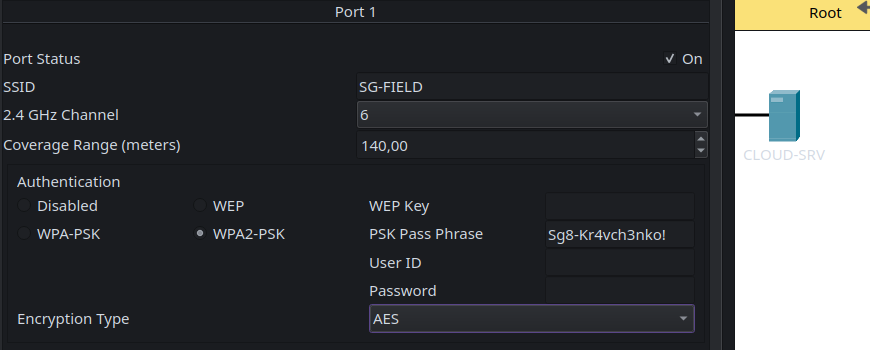 Port 1
Root
Port Status
On
SSID
SG-FIELD
2.4 GHz Channel
6
Coverage Range (meters)
140,00
CLOUD-SRV
Authentication
Disabled
WEP
WEP Key
WPA-PSK
WPA2-PSK
PSK Pass Phrase
Sg8-Kr4vch3nko!
User ID
Password
Encryption Type
AES